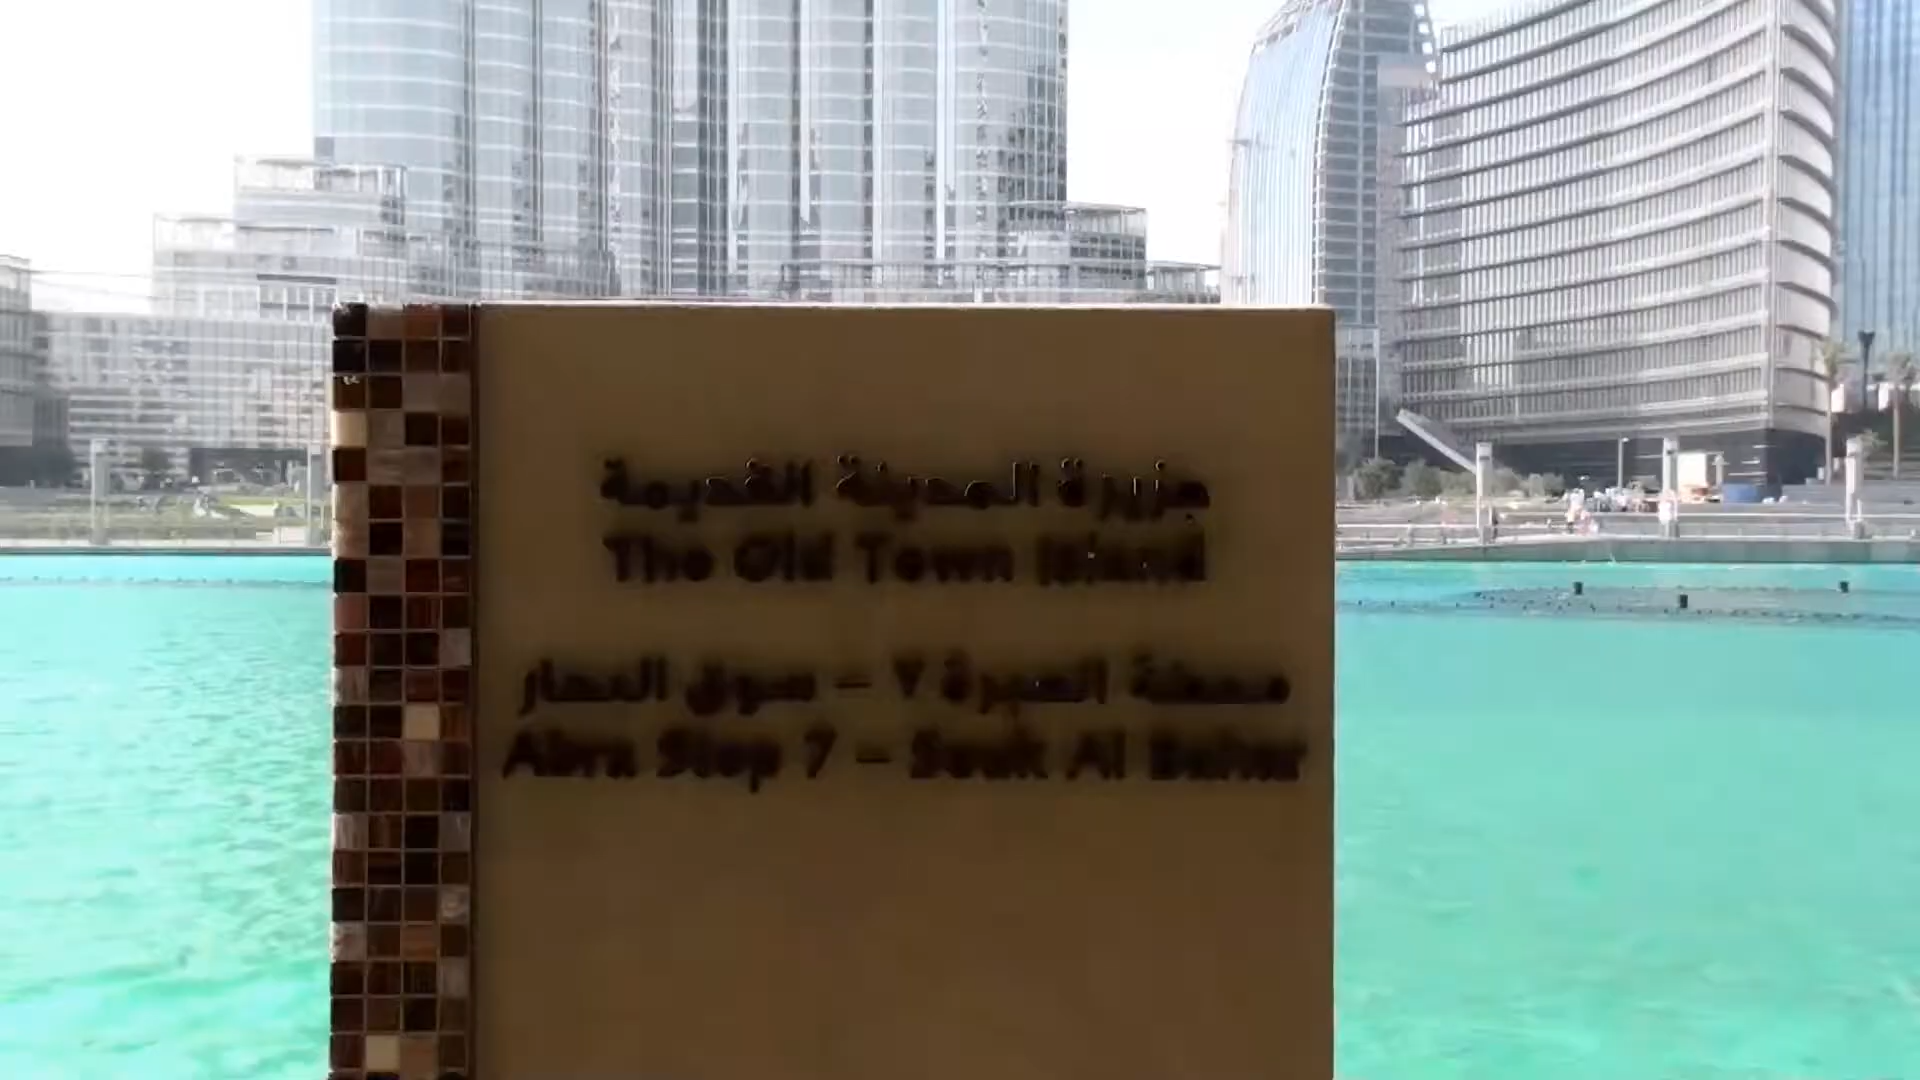 جزيرة المدينة القديمة
The Old Town Island
محطة العبرة ٧ – سوق البحار
Abra Stop 7 – Souk Al Bahar